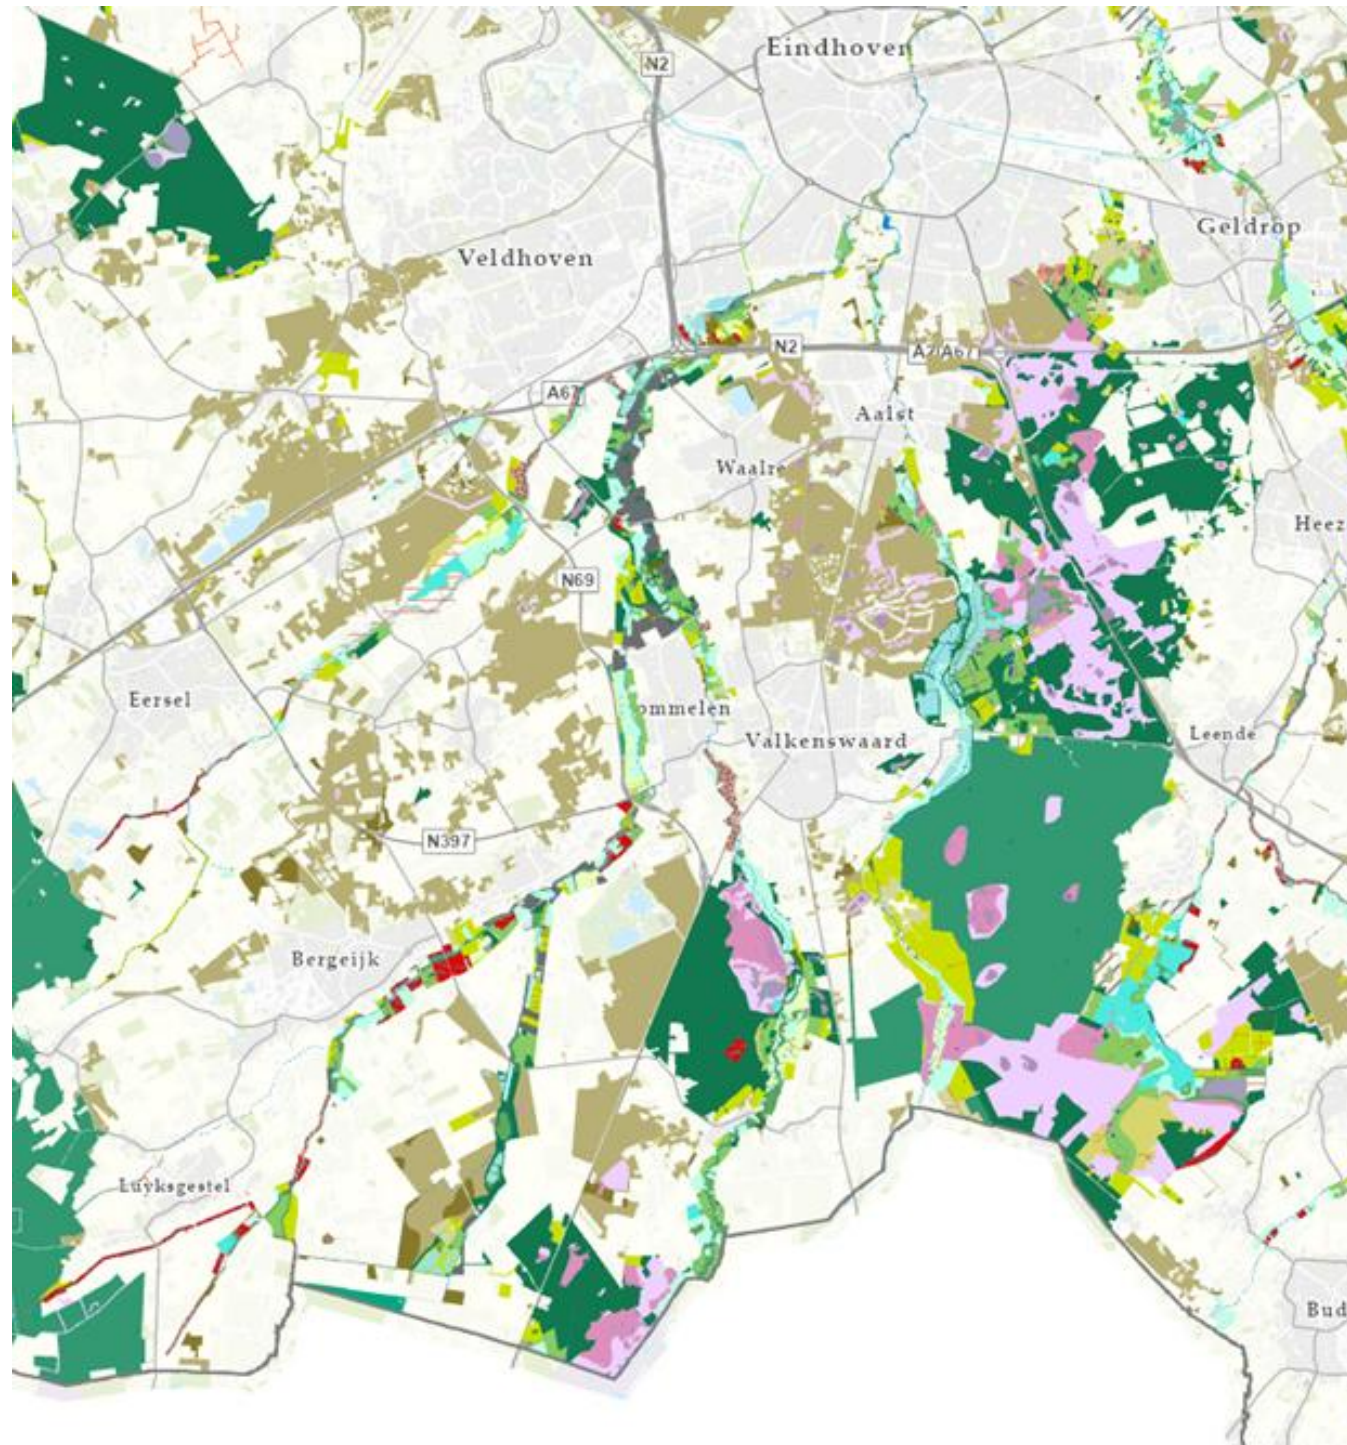 Eindhoven
N2
Geldrop
Veldhoven
N2
A2
A67
A67
Aalst
Waalre
Heez
N69
Eersel
ommelen
Valkenswaard
Leende
N397
Bergeijk
Luyksgestel
Bud